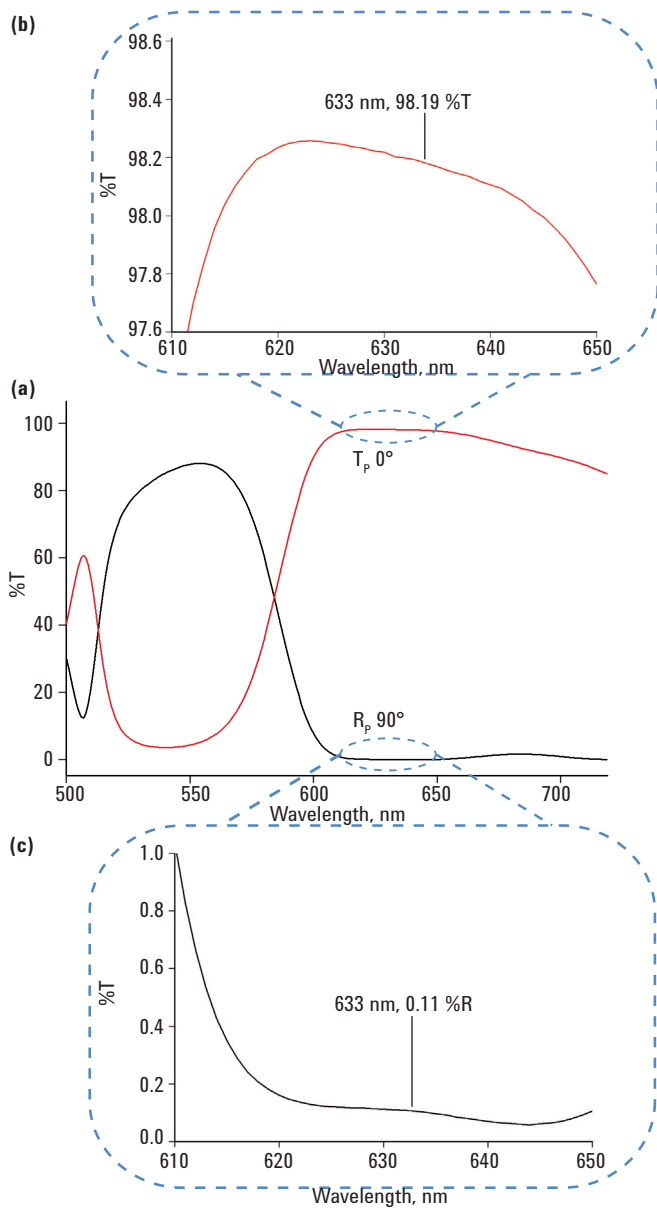 (b)
98.6
98.4
98.2
98.0
97.8
97.6
%T
633 nm, 98.19 %T
610 620 630 640 650
Wavelength, nm
(a)
100
80
60
40
20
0
%T
TP 0°
RP 90°
500 550 600 650 700
Wavelength, nm
(c)
1.0
0.8
0.6
0.4
0.2
0.0
%T
633 nm, 0.11 %R
610 620 630 640 650
Wavelength, nm